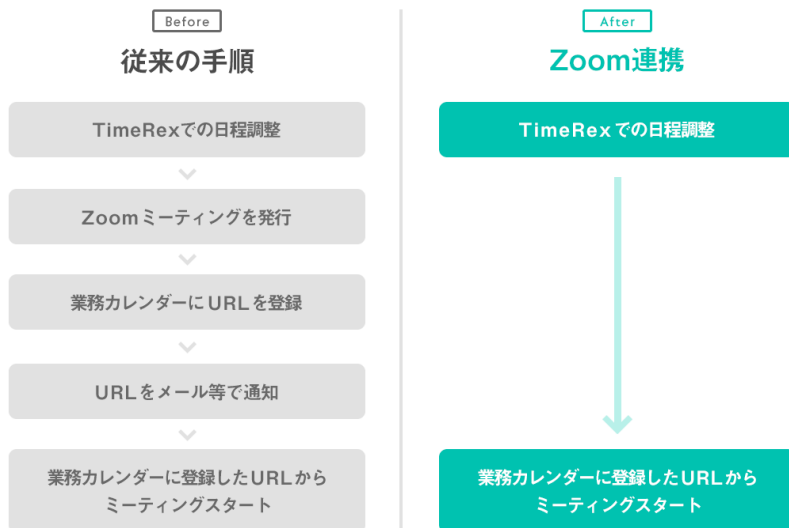 Before
従来の手順
TimeRexでの日程調整
Zoomミーティングを発行
業務カレンダーにURLを登録
URLをメール等で通知
業務カレンダーに登録したURLから
ミーティングスタート
After
Zoom連携
TimeRexでの日程調整
業務カレンダーに登録したURLから
ミーティングスタート